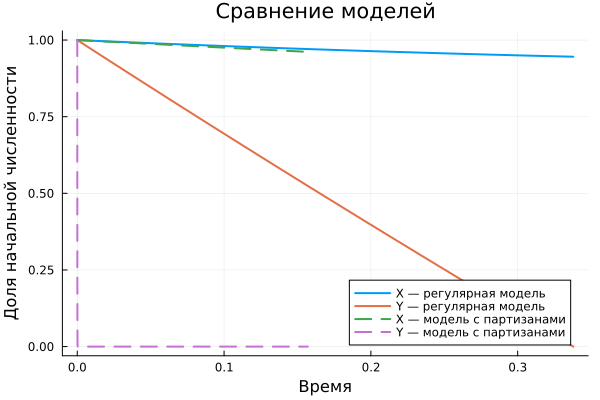 Сравнение моделей
Доля начальной численности
1.00
0.75
0.50
0.25
0.00
X — регулярная модель
Y — регулярная модель
X — модель с партизанами
Y — модель с партизанами
0.0 0.1 0.2 0.3
Время